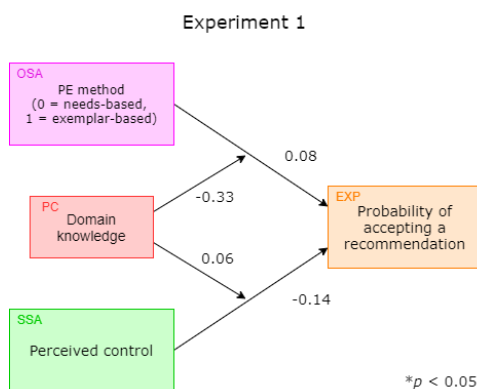 Experiment 1
OSA
PE method
(0 = needs-based,
1 = exemplar-based)
0.08
PC
Domain
knowledge
-0.33
0.06
EXP
Probability of
accepting a
recommendation
SSA
Perceived control
-0.14
*p < 0.05